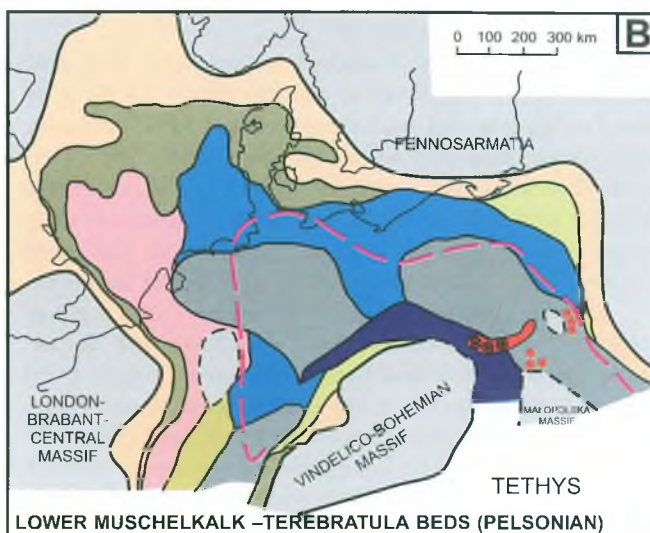 B
0 100 200 300 km
FENNOSARMATIA
LONDON-
BRABANT-
CENTRAL
MASSIF
VINDELICO-BOHEMIAN
MASSIF
MAŁOPOLSKA
MASSIF
TETHYS
LOWER MUSCHELKALK –TEREBRATULA BEDS (PELSONIAN)